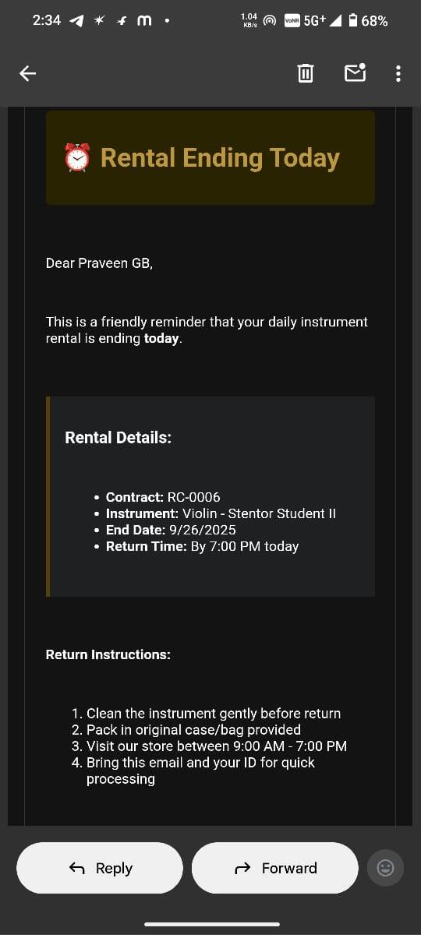 2:34
1.04
KB/s
5G+
68%
⏰ Rental Ending Today
Dear Praveen GB,
This is a friendly reminder that your daily instrument
rental is ending today.
Rental Details:
• Contract: RC-0006
• Instrument: Violin - Stentor Student II
• End Date: 9/26/2025
• Return Time: By 7:00 PM today
Return Instructions:
1. Clean the instrument gently before return
2. Pack in original case/bag provided
3. Visit our store between 9:00 AM - 7:00 PM
4. Bring this email and your ID for quick
processing
Reply
Forward